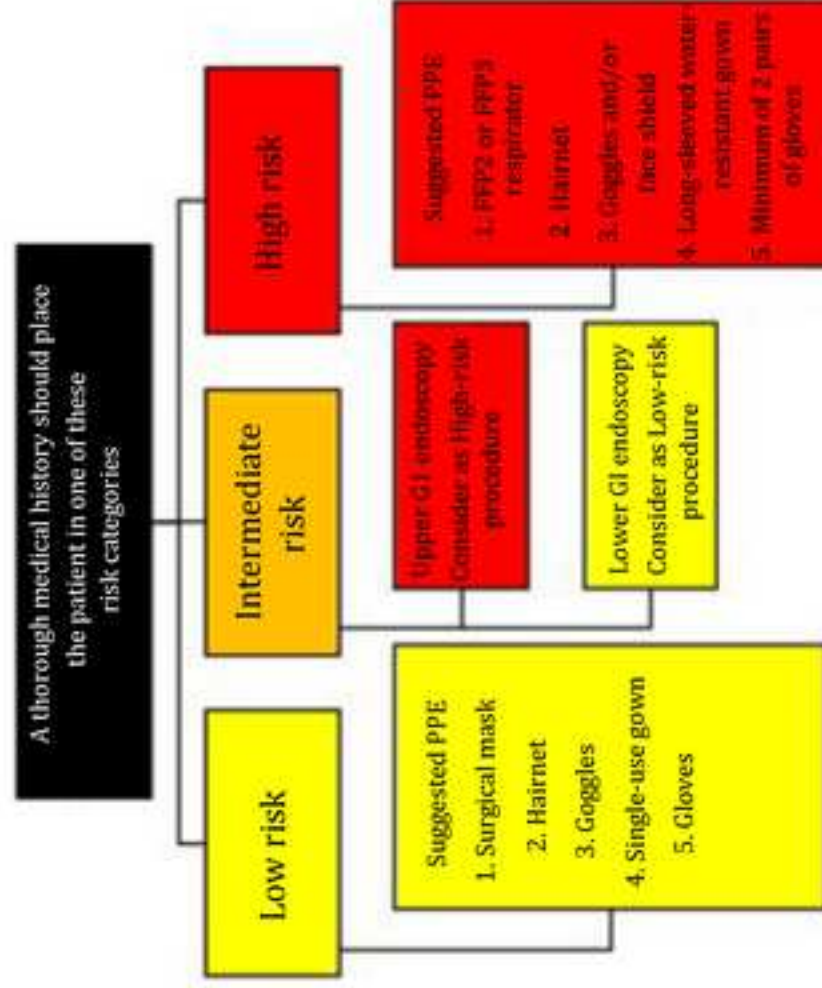 A thorough medical history should place
the patient in one of these
risk categories
Low risk
Intermediate
risk
High risk
Suggested PPE
1. Surgical mask
2. Hairnet
3. Goggles
4. Single-use gown
5. Gloves
Upper GI endoscopy
Consider as High-risk
procedure
Lower GI endoscopy
Consider as Low-risk
procedure
Suggested PPE
1. FFP2 or FFP3
respirator
2. Hairnet
3. Goggles and/or
face shield
4. Long-sleeved water-
resistant gown
5. Minimum of 2 pairs
of gloves